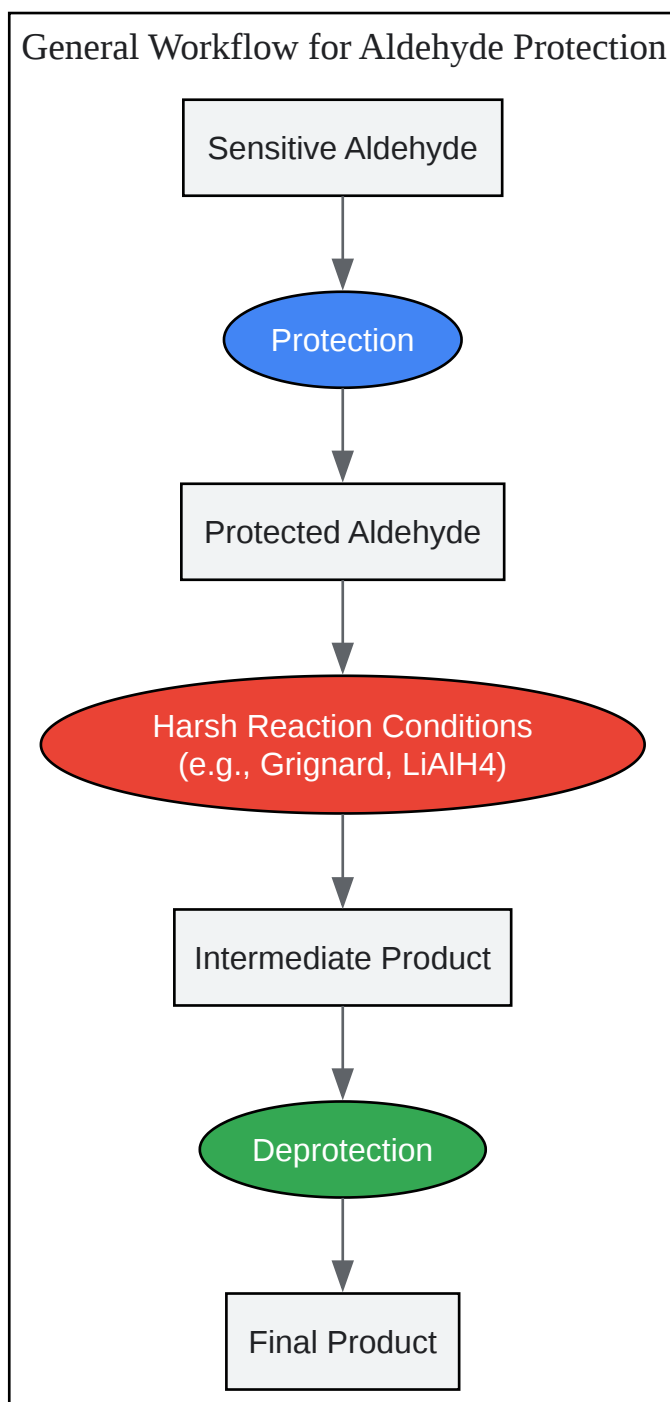 General Workflow for Aldehyde Protection
Sensitive Aldehyde
Protection
Protected Aldehyde
Harsh Reaction Conditions
(e.g., Grignard, LiAlH4)
Intermediate Product
Deprotection
Final Product